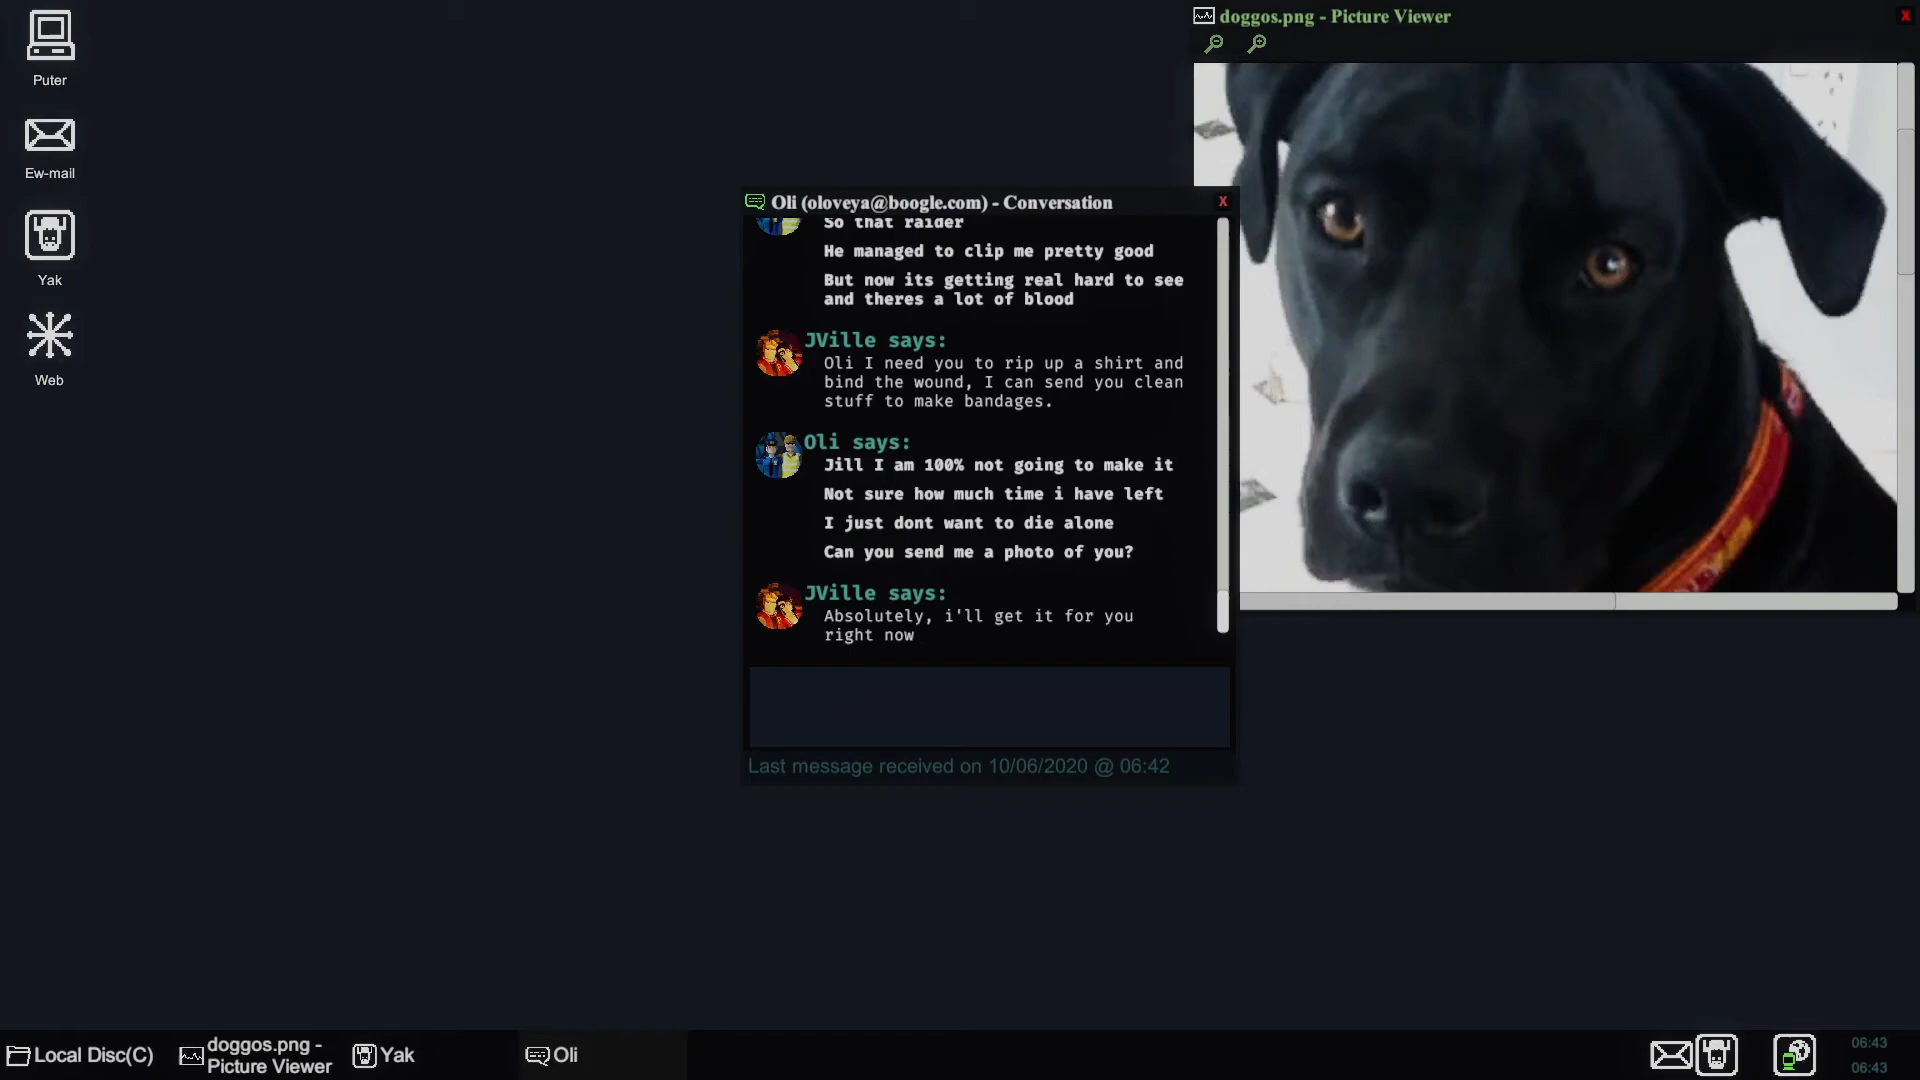 Puter
Ew-mail
Yak
Web
doggos.png - Picture Viewer
X
Oli (oloveya@boogle.com) - Conversation
X
So that raider
He managed to clip me pretty good
But now its getting real hard to see
and theres a lot of blood
JVille says:
Oli I need you to rip up a shirt and
bind the wound, I can send you clean
stuff to make bandages.
Oli says:
Jill I am 100% not going to make it
Not sure how much time i have left
I just dont want to die alone
Can you send me a photo of you?
JVille says:
Absolutely, i'll get it for you
right now
Last message received on 10/06/2020 @ 06:42
Local Disc(C)
doggos.png -
Picture Viewer
Yak
Oli
06:43
06:43